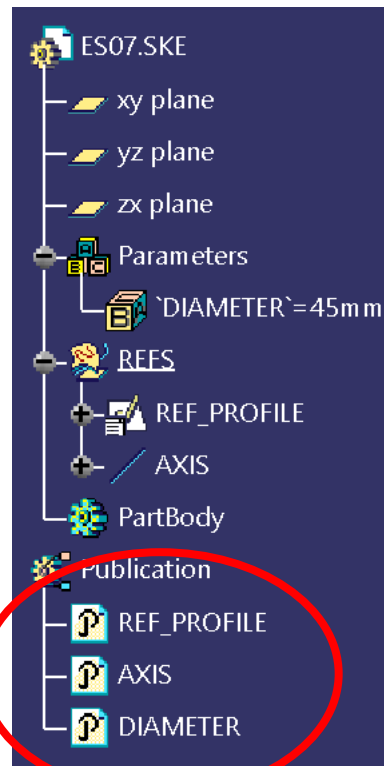 ES07.SKE
xy plane
yz plane
zx plane
Parameters
`DIAMETER`=45mm
REFS
REF_PROFILE
AXIS
PartBody
Publication
REF_PROFILE
AXIS
DIAMETER